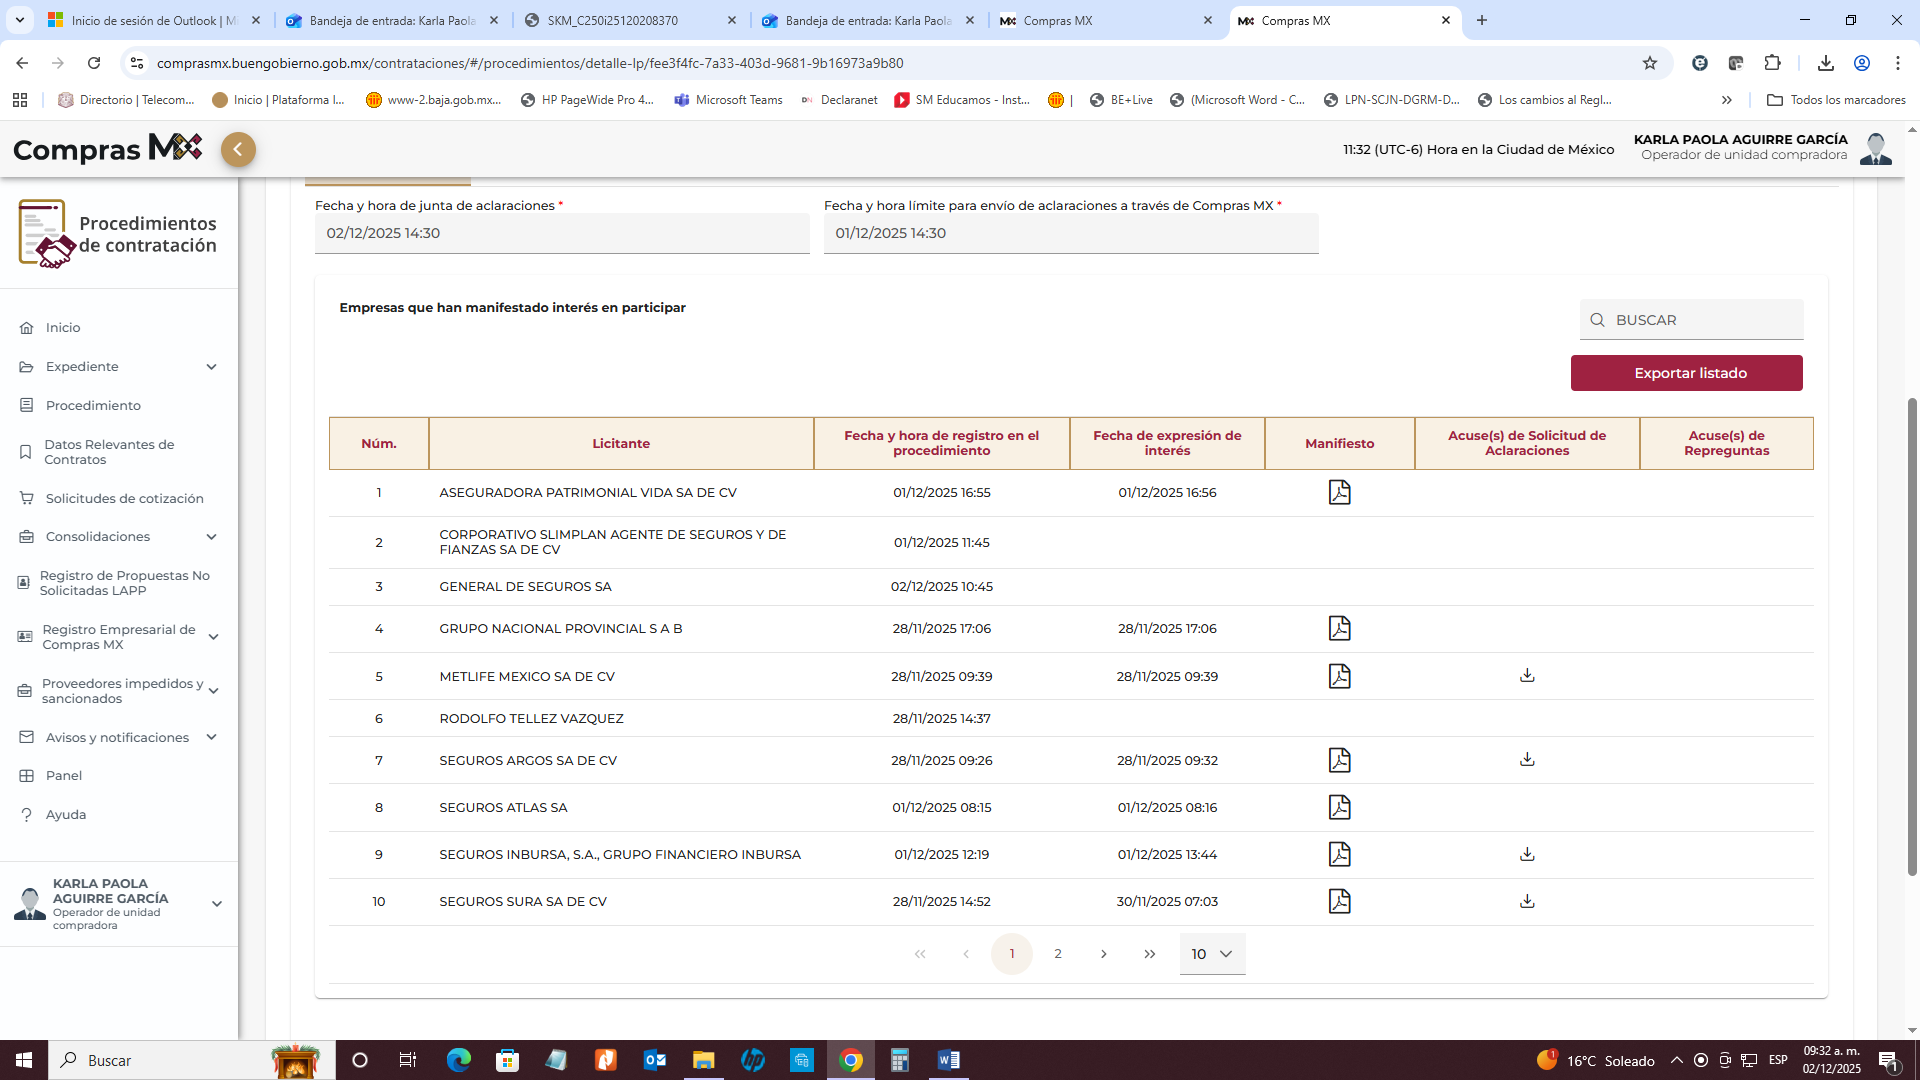 Inicio de sesión de Outlook | M
Bandeja de entrada: Karla Paola
SKM_C250i25120208370
Bandeja de entrada: Karla Paola
Compras MX
Compras MX
comprasmx.buengobierno.gob.mx/contrataciones/#/procedimientos/detalle-lp/fee3f4fc-7a33-403d-9681-9b16973a9b80
Directorio | Telecom...
Inicio | Plataforma I...
www-2.baja.gob.mx...
HP PageWide Pro 4...
Microsoft Teams
DN Declaranet
SM Educamos - Inst...
|
BE+Live
(Microsoft Word - C...
LPN-SCJN-DGRM-D...
Los cambios al Regl...
Todos los marcadores
Compras MX
11:32 (UTC-6) Hora en la Ciudad de México
KARLA PAOLA AGUIRRE GARCÍA
Operador de unidad compradora
Procedimientos
de contratación
Inicio
Expediente
Procedimiento
Datos Relevantes de
Contratos
Solicitudes de cotización
Consolidaciones
Registro de Propuestas No
Solicitadas LAPP
Registro Empresarial de
Compras MX
Proveedores impedidos y
sancionados
Avisos y notificaciones
Panel
Ayuda
KARLA PAOLA
AGUIRRE GARCÍA
Operador de unidad
compradora
Fecha y hora de junta de aclaraciones *
02/12/2025 14:30
Fecha y hora límite para envío de aclaraciones a través de Compras MX *
01/12/2025 14:30
Empresas que han manifestado interés en participar
BUSCAR
Exportar listado
Núm.
Licitante
Fecha y hora de registro en el
procedimiento
Fecha de expresión de
interés
Manifiesto
Acuse(s) de Solicitud de
Aclaraciones
Acuse(s) de
Repreguntas
1 ASEGURADORA PATRIMONIAL VIDA SA DE CV 01/12/2025 16:55 01/12/2025 16:56
2 CORPORATIVO SLIMPLAN AGENTE DE SEGUROS Y DE
FIANZAS SA DE CV 01/12/2025 11:45
3 GENERAL DE SEGUROS SA 02/12/2025 10:45
4 GRUPO NACIONAL PROVINCIAL S A B 28/11/2025 17:06 28/11/2025 17:06
5 METLIFE MEXICO SA DE CV 28/11/2025 09:39 28/11/2025 09:39
6 RODOLFO TELLEZ VAZQUEZ 28/11/2025 14:37
7 SEGUROS ARGOS SA DE CV 28/11/2025 09:26 28/11/2025 09:32
8 SEGUROS ATLAS SA 01/12/2025 08:15 01/12/2025 08:16
9 SEGUROS INBURSA, S.A., GRUPO FINANCIERO INBURSA 01/12/2025 12:19 01/12/2025 13:44
10 SEGUROS SURA SA DE CV 28/11/2025 14:52 30/11/2025 07:03
1 2 10
Buscar
1
16°C Soleado
ESP
09:32 a. m.
02/12/2025
1